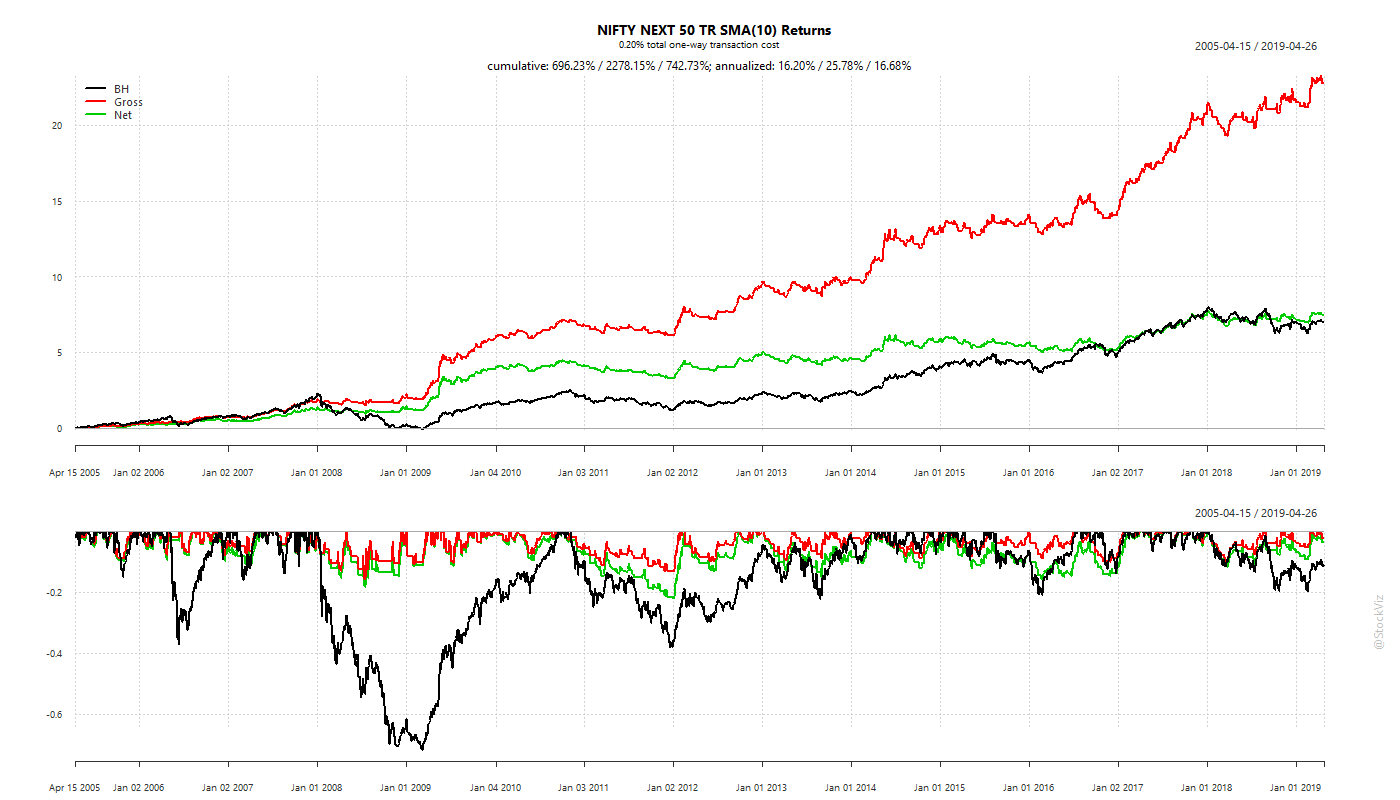 NIFTY NEXT 50 TR SMA(10) Returns
0.20% total one-way transaction cost
2005-04-15 / 2019-04-26
cumulative: 696.23% / 2278.15% / 742.73%; annualized: 16.20% / 25.78% / 16.68%
BH
Gross
Net
20
15
10
5
0
Apr 15 2005 Jan 02 2006 Jan 02 2007 Jan 01 2008 Jan 01 2009 Jan 04 2010 Jan 03 2011 Jan 02 2012 Jan 01 2013 Jan 01 2014 Jan 01 2015 Jan 01 2016 Jan 02 2017 Jan 01 2018 Jan 01 2019
2005-04-15 / 2019-04-26
-0.2
-0.4
-0.6
Apr 15 2005 Jan 02 2006 Jan 02 2007 Jan 01 2008 Jan 01 2009 Jan 04 2010 Jan 03 2011 Jan 02 2012 Jan 01 2013 Jan 01 2014 Jan 01 2015 Jan 01 2016 Jan 02 2017 Jan 01 2018 Jan 01 2019
@StockViz